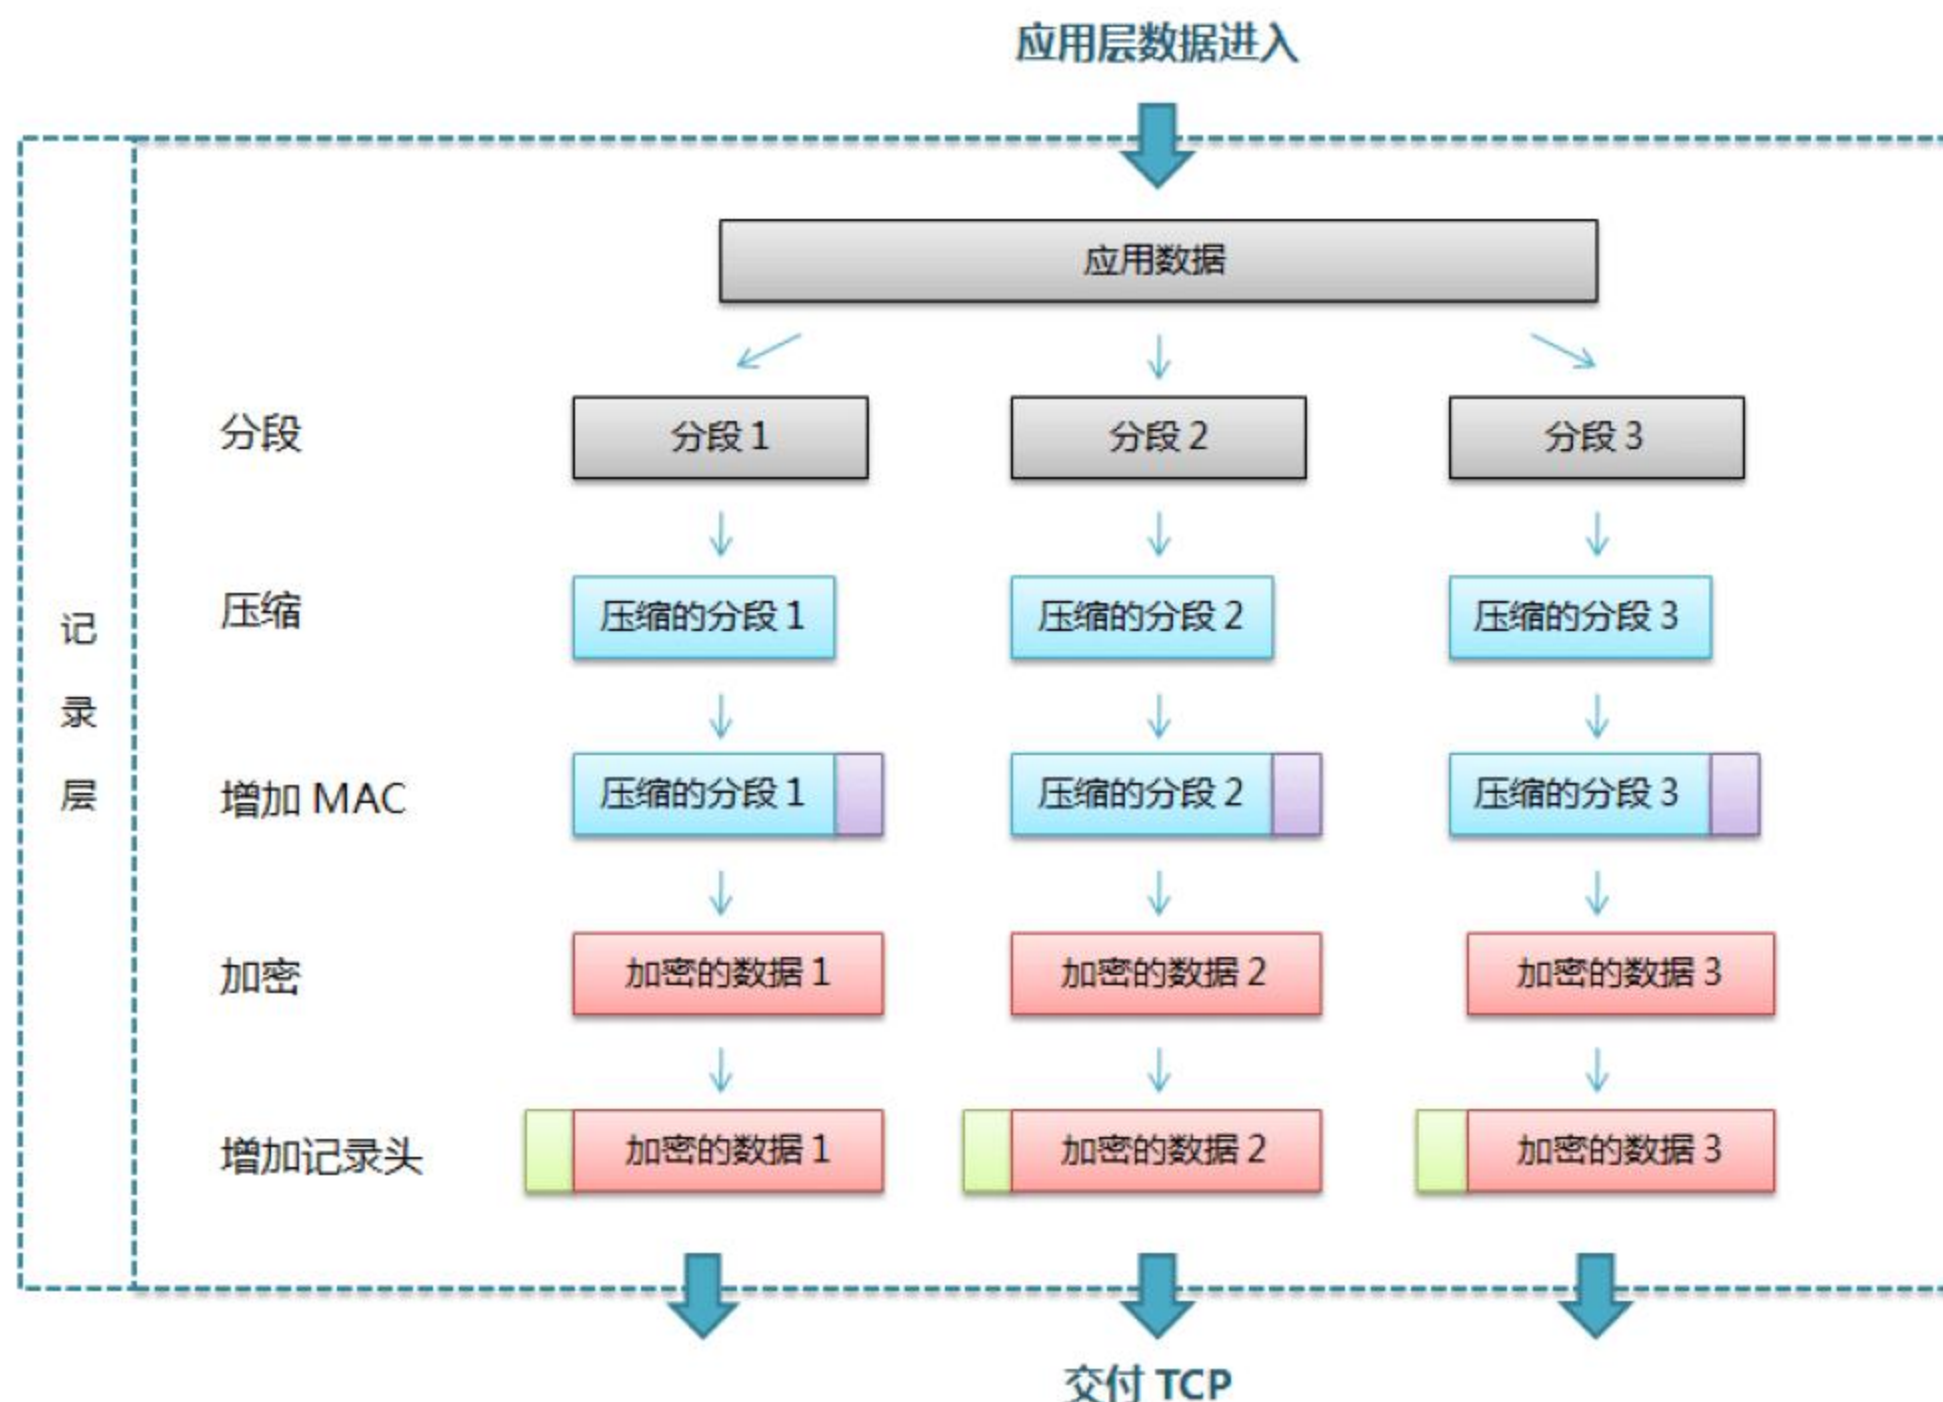 应用层数据进入
应用数据
分段
分段 1
分段 2
分段 3
压缩
压缩的分段 1
压缩的分段 2
压缩的分段 3
记
录
层
增加 MAC
压缩的分段 1
压缩的分段 2
压缩的分段 3
加密
加密的数据 1
加密的数据 2
加密的数据 3
增加记录头
加密的数据 1
加密的数据 2
加密的数据 3
交付 TCP